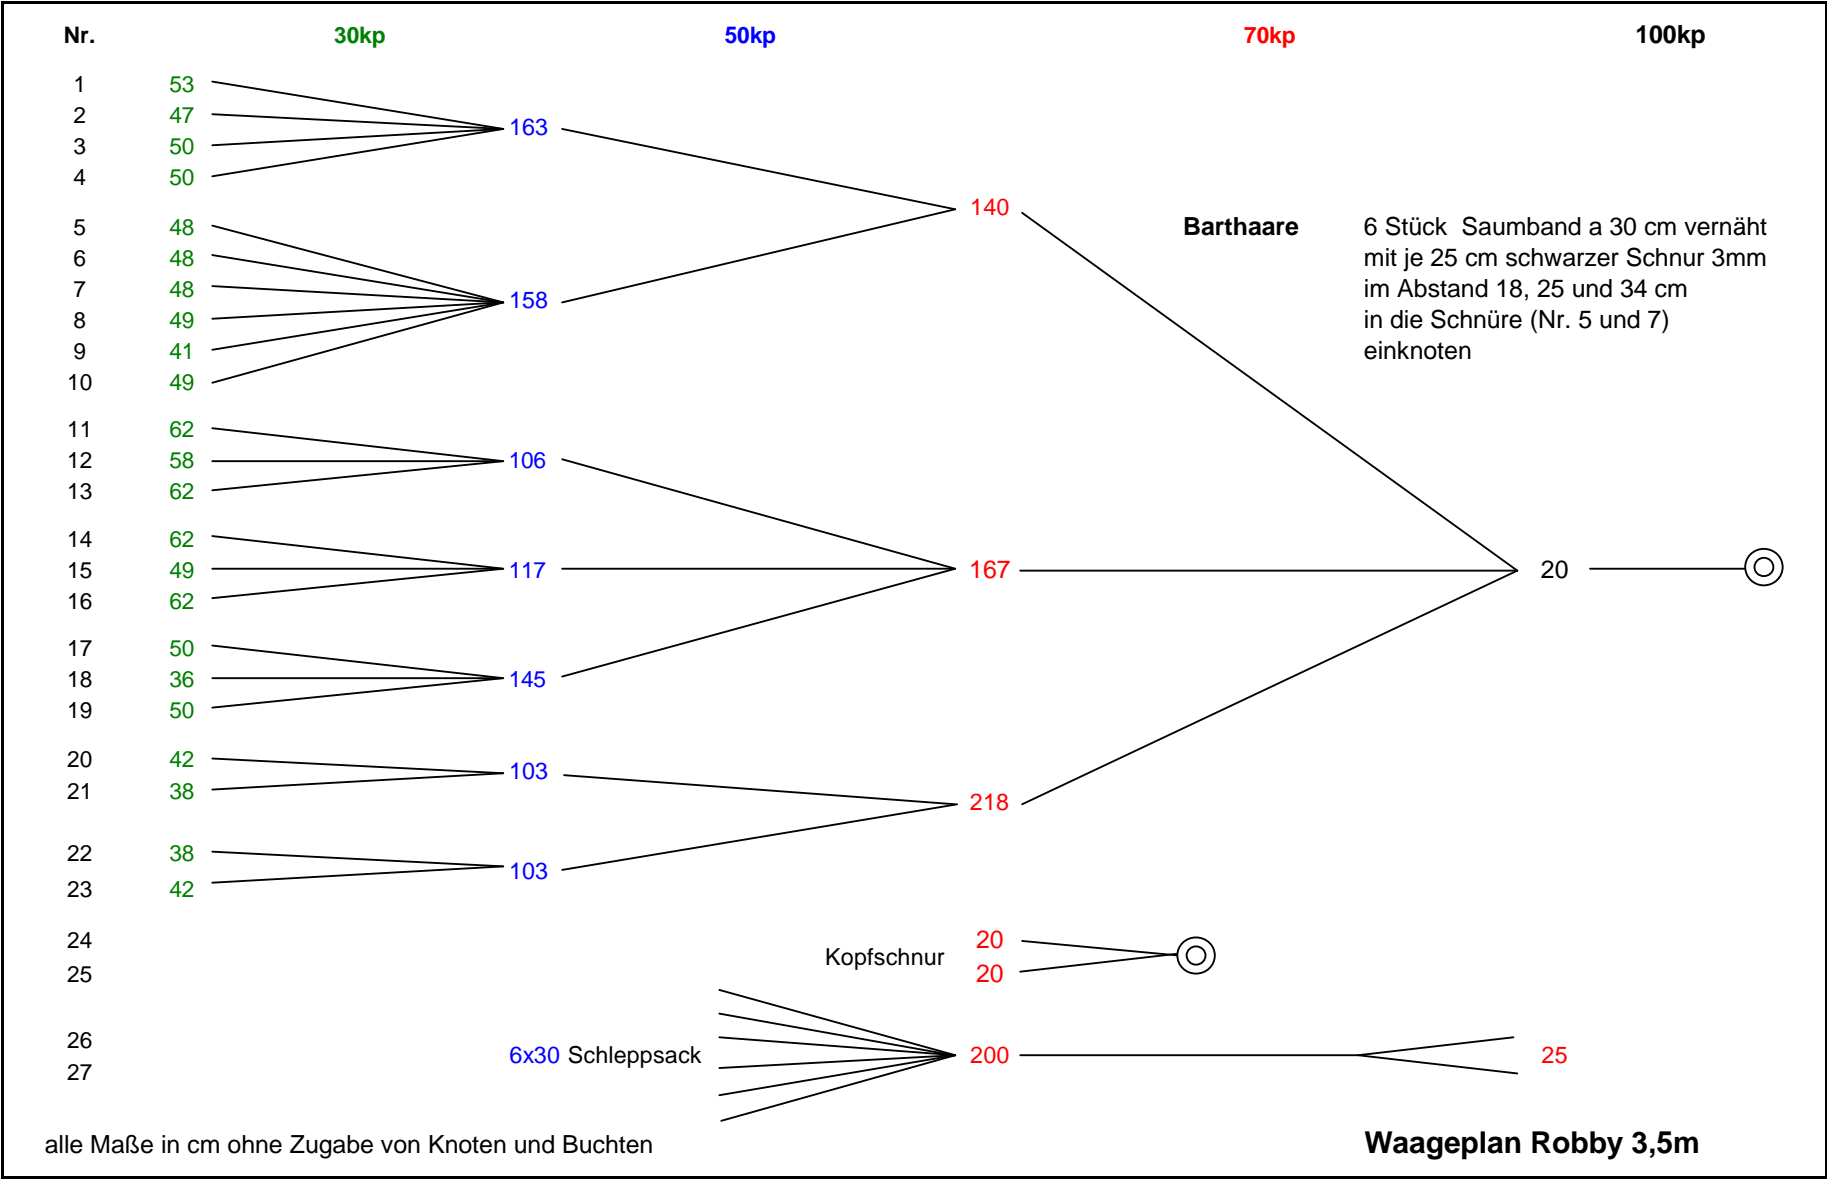 Nr. 30kp 50kp 70kp 100kp
1 53
2 47
163
3 50
4 50
140
5 48
Barthaare 6 Stück Saumband a 30 cm vernäht
6 48
mit je 25 cm schwarzer Schnur 3mm
7 48
im Abstand 18, 25 und 34 cm
158
8 49
in die Schnüre (Nr. 5 und 7)
9 41
einknoten
10 49
11 62
12 58 106
13 62
14 62
15 49 117 167 20
16 62
17 50
18 36 145
19 50
20 42
103
21 38
218
22 38
103
23 42
24
20
Kopfschnur
25
20
26
6x30 Schleppsack 200 25
27
alle Maße in cm ohne Zugabe von Knoten und Buchten
Waageplan Robby 3,5m